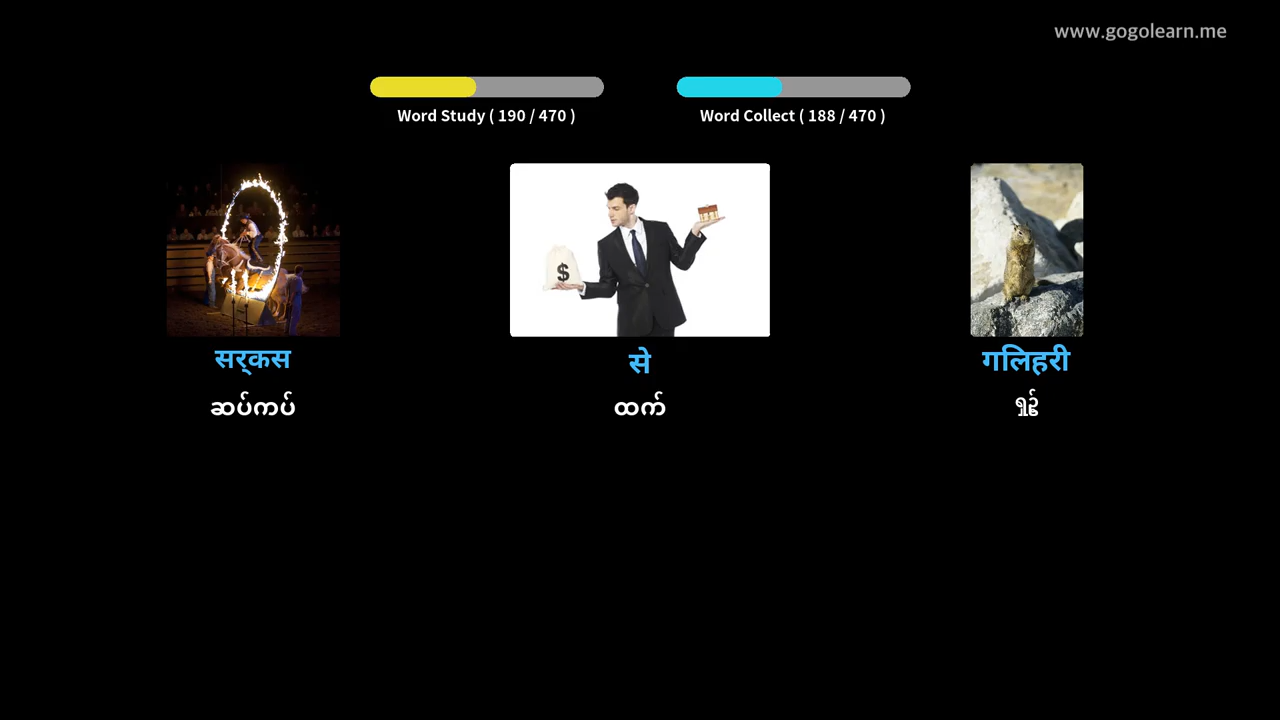 www.gogolearn.me
Word Study ( 190 / 470 )
Word Collect ( 188 / 470 )
$
सर्कस
से
गलिहरी
ဆပ်ကပ်
ထက်
ရှဉ့်